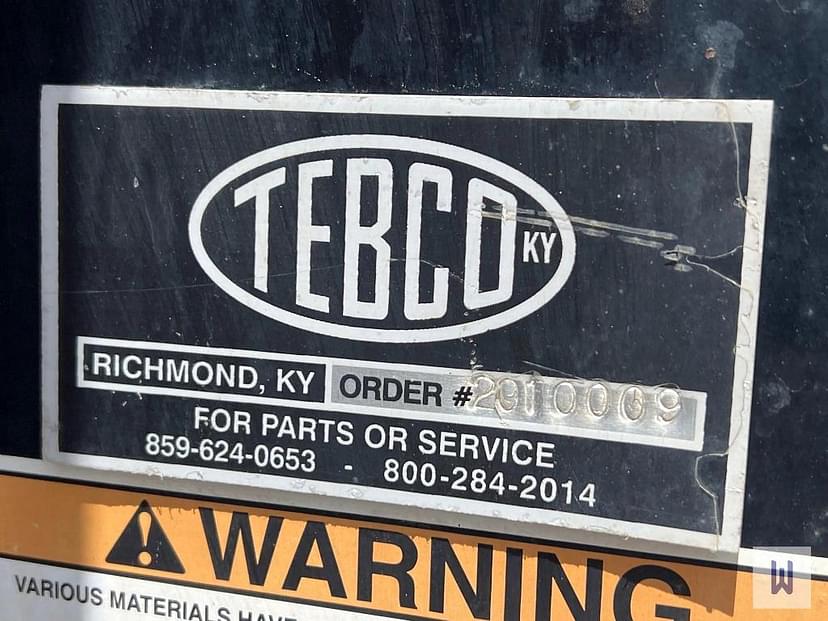 TEBCO KY
RICHMOND, KY ORDER #2910069
FOR PARTS OR SERVICE
859-624-0653 - 800-284-2014
WARNING
VARIOUS MATERIALS HAVE
W